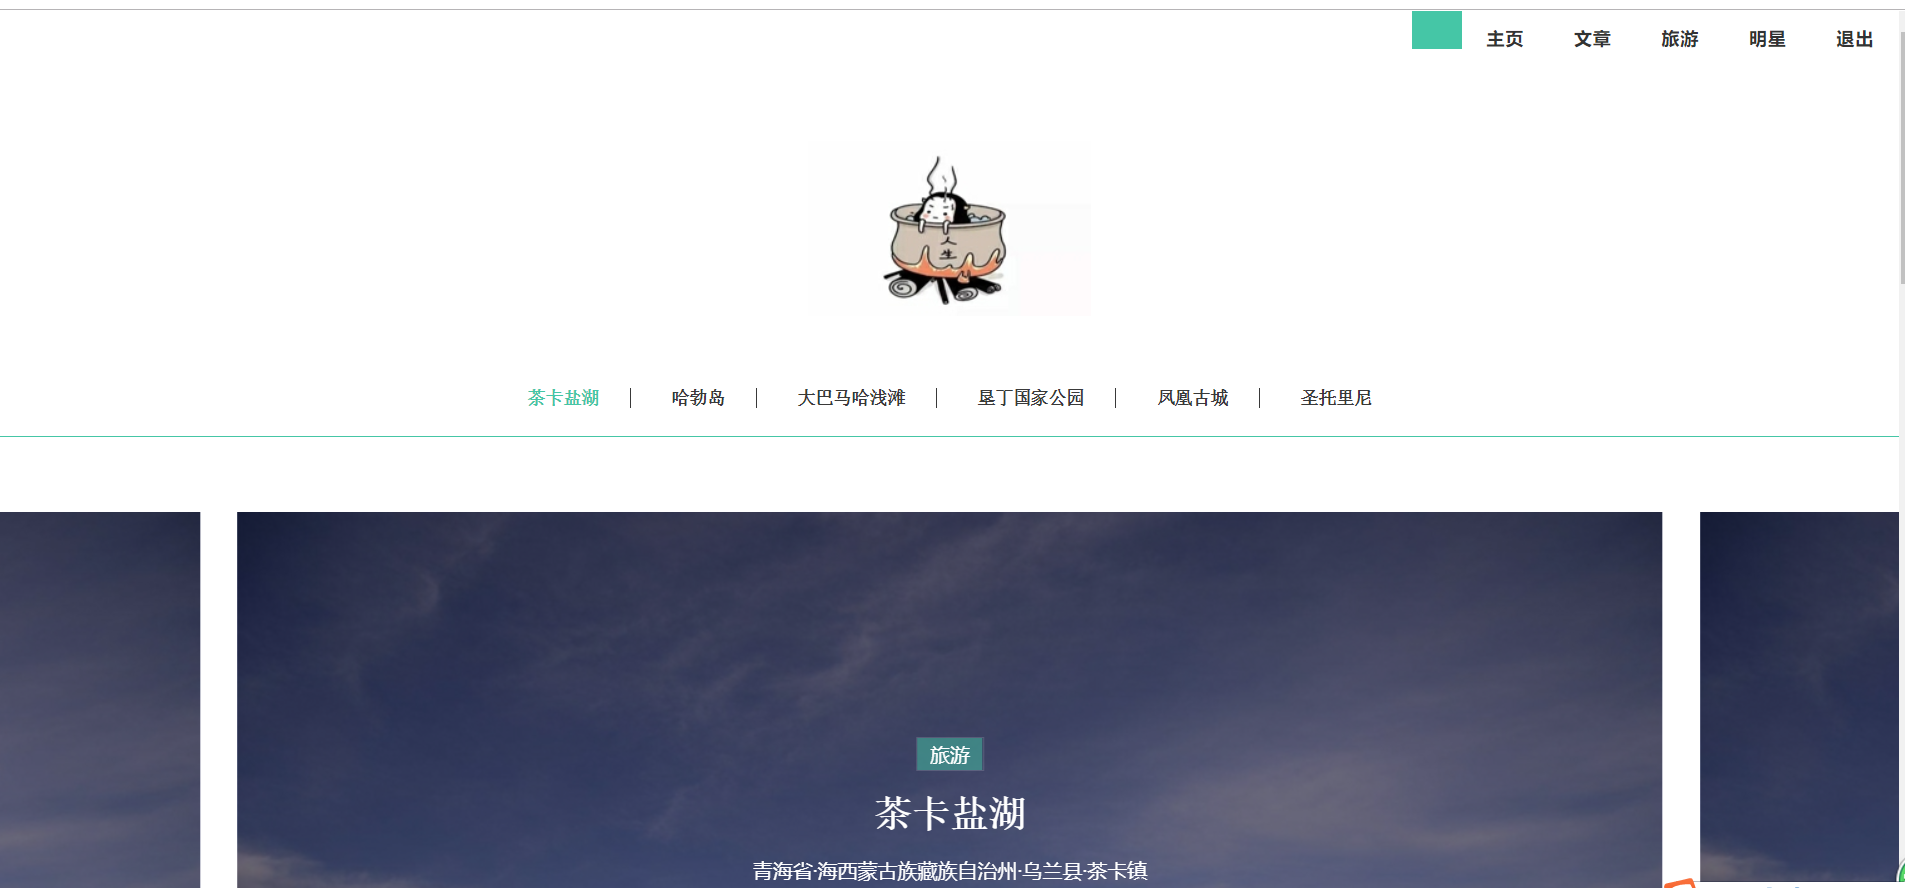 主页 文章 旅游 明星 退出
人
生
茶卡盐湖 哈勃岛 大巴马哈浅滩 垦丁国家公园 凤凰古城 圣托里尼
旅游
茶卡盐湖
青海省·海西蒙古族藏族自治州·乌兰县·茶卡镇